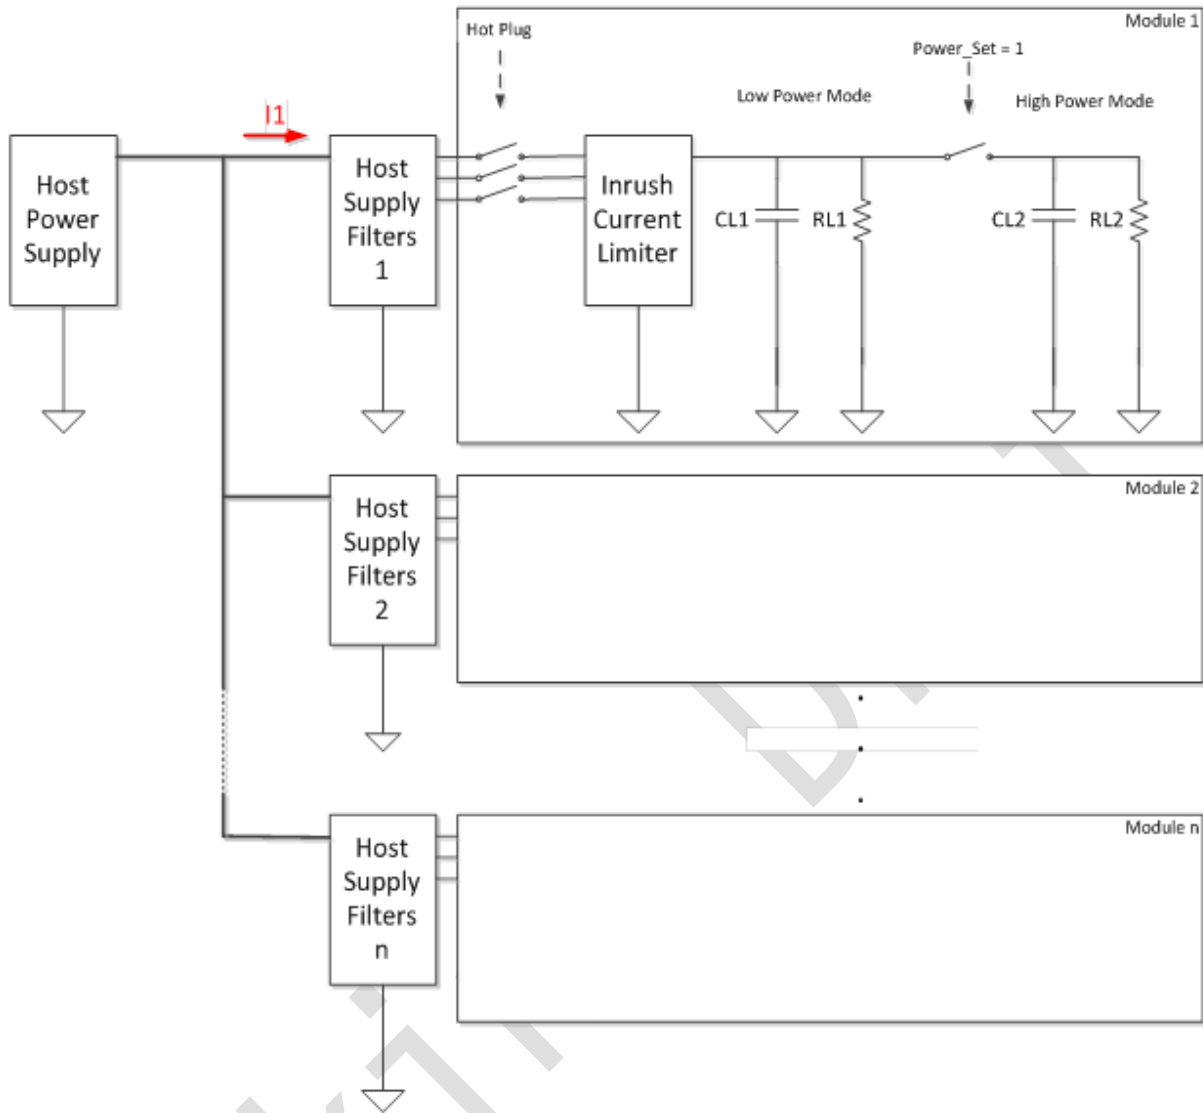 Module 1
Hot Plug
Power_Set = 1
Low Power Mode
High Power Mode
I1
Host
Power
Supply
Host
Supply
Filters
1
Inrush
Current
Limiter
CL1
RL1
CL2
RL2
Module 2
Host
Supply
Filters
2
Module n
Host
Supply
Filters
n